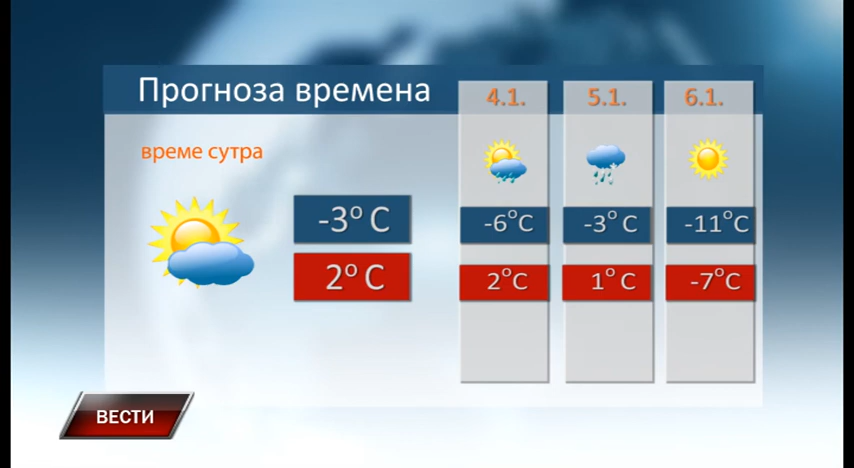 Прогноза времена
време сутра
-3°C
2°C
4.1.
-6°C
2°C
5.1.
-3°C
1°C
6.1.
-11°C
-7°C
ВЕСТИ